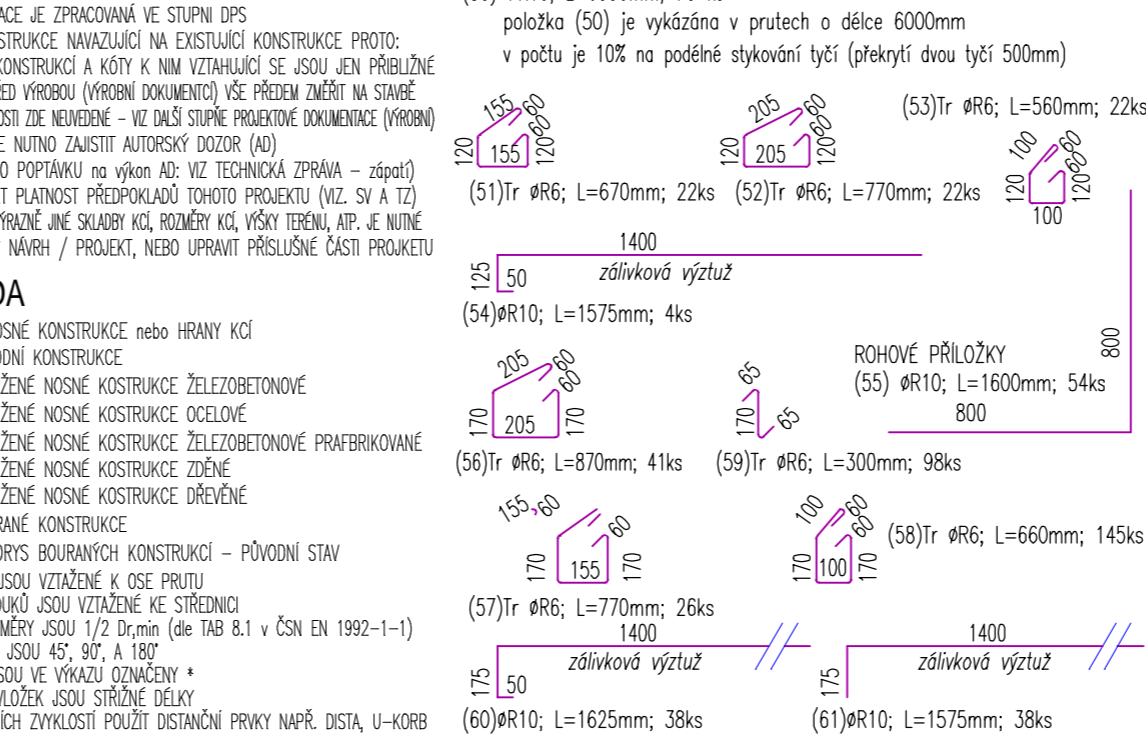 ACE JE ZPRACOVANÁ VE STUPNI DPS
STRUKCE NAVAZUJÍCÍ NA EXISTUJÍCÍ KONSTRUKCE PROTO:
KONSTRUKCÍ A KÓTY K NIM VZTAHUJÍCÍ SE JSOU JEN PŘIBLIŽNÉ
ŘED VÝROBOU (VÝROBNÍ DOKUMENTCÍ) VŠE PŘEDEM ZMĚŘIT NA STAVBĚ
OSTI ZDE NEUVEDENÉ – VIZ DALŠÍ STUPŇE PROJEKTOVÉ DOKUMENTACE (VÝROBNÍ)
E NUTNO ZAJISTIT AUTORSKÝ DOZOR (AD)
O POPTÁVKU na výkon AD: VIZ TECHNICKÁ ZPRÁVA – zápatí)
T PLATNOST PŘEDPOKLADŮ TOHOTO PROJEKTU (VIZ. SV A TZ)
ÝRAZNĚ JINÉ SKLADBY KCÍ, ROZMĚRY KCÍ, VÝŠKY TERÉNU, ATP. JE NUTNÉ
NÁVRH / PROJEKT, NEBO UPRAVIT PŘÍSLUŠNÉ ČÁSTI PROJKETU
DA
OSNÉ KONSTRUKCE nebo HRANY KCÍ
ODNÍ KONSTRUKCE
ŽENÉ NOSNÉ KOSTRUKCE ŽELEZOBETONOVÉ
ŽENÉ NOSNÉ KOSTRUKCE OCELOVÉ
ŽENÉ NOSNÉ KOSTRUKCE ŽELEZOBETONOVÉ PRAFBRIKOVANÉ
ŽENÉ NOSNÉ KOSTRUKCE ZDĚNÉ
ŽENÉ NOSNÉ KOSTRUKCE DŘEVĚNÉ
RANÉ KONSTRUKCE
ORYS BOURANÝCH KONSTRUKCÍ – PŮVODNÍ STAV
JSOU VZTAŽENÉ K OSE PRUTU
OUKŮ JSOU VZTAŽENÉ KE STŘEDNICI
MĚRY JSOU 1/2 Dr,min (dle TAB 8.1 v ČSN EN 1992–1–1)
JSOU 45°, 90°, A 180°
SOU VE VÝKAZU OZNAČENY *
VLOŽEK JSOU STŘIŽNÉ DÉLKY
ÍCH ZVYKLOSTÍ POUŽÍT DISTANČNÍ PRVKY NAPŘ. DISTA, U–KORB
položka (50) je vykázána v prutech o délce 6000mm
v počtu je 10% na podélné stykování tyčí (překrytí dvou tyčí 500mm)
155 60 60
120 155 120
(51)Tr øR6; L=670mm; 22ks
205 60 60
120 205 120
(52)Tr øR6; L=770mm; 22ks
(53)Tr øR6; L=560mm; 22ks
100 60 60
120 120
100
1400
125 50 zálivková výztuž
(54)øR10; L=1575mm; 4ks
ROHOVÉ PŘÍLOŽKY
(55) øR10; L=1600mm; 54ks
800
800
205 60 60
170 205 170
(56)Tr øR6; L=870mm; 41ks
65
170 65
(59)Tr øR6; L=300mm; 98ks
155 60 60
170 155 170
(57)Tr øR6; L=770mm; 26ks
100 60 60
170 100 170
(58)Tr øR6; L=660mm; 145ks
1400
zálivková výztuž
175 50
(60)øR10; L=1625mm; 38ks
1400
zálivková výztuž
175
(61)øR10; L=1575mm; 38ks